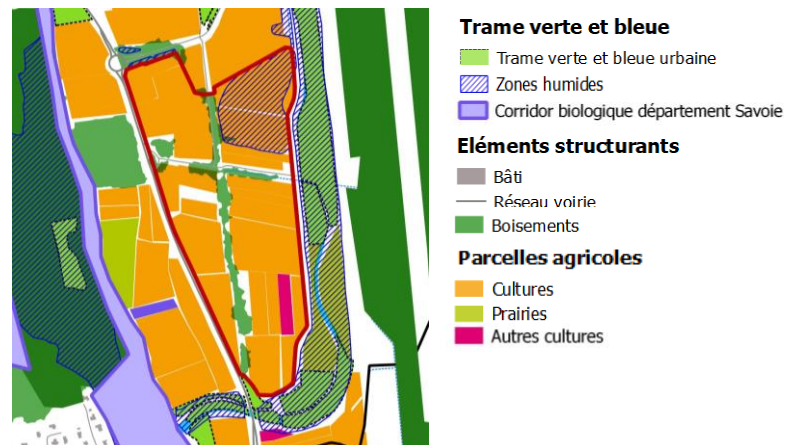 Trame verte et bleue
Trame verte et bleue urbaine
Zones humides
Corridor biologique département Savoie
Eléments structurants
Bâti
Réseau voirie
Boisements
Parcelles agricoles
Cultures
Prairies
Autres cultures